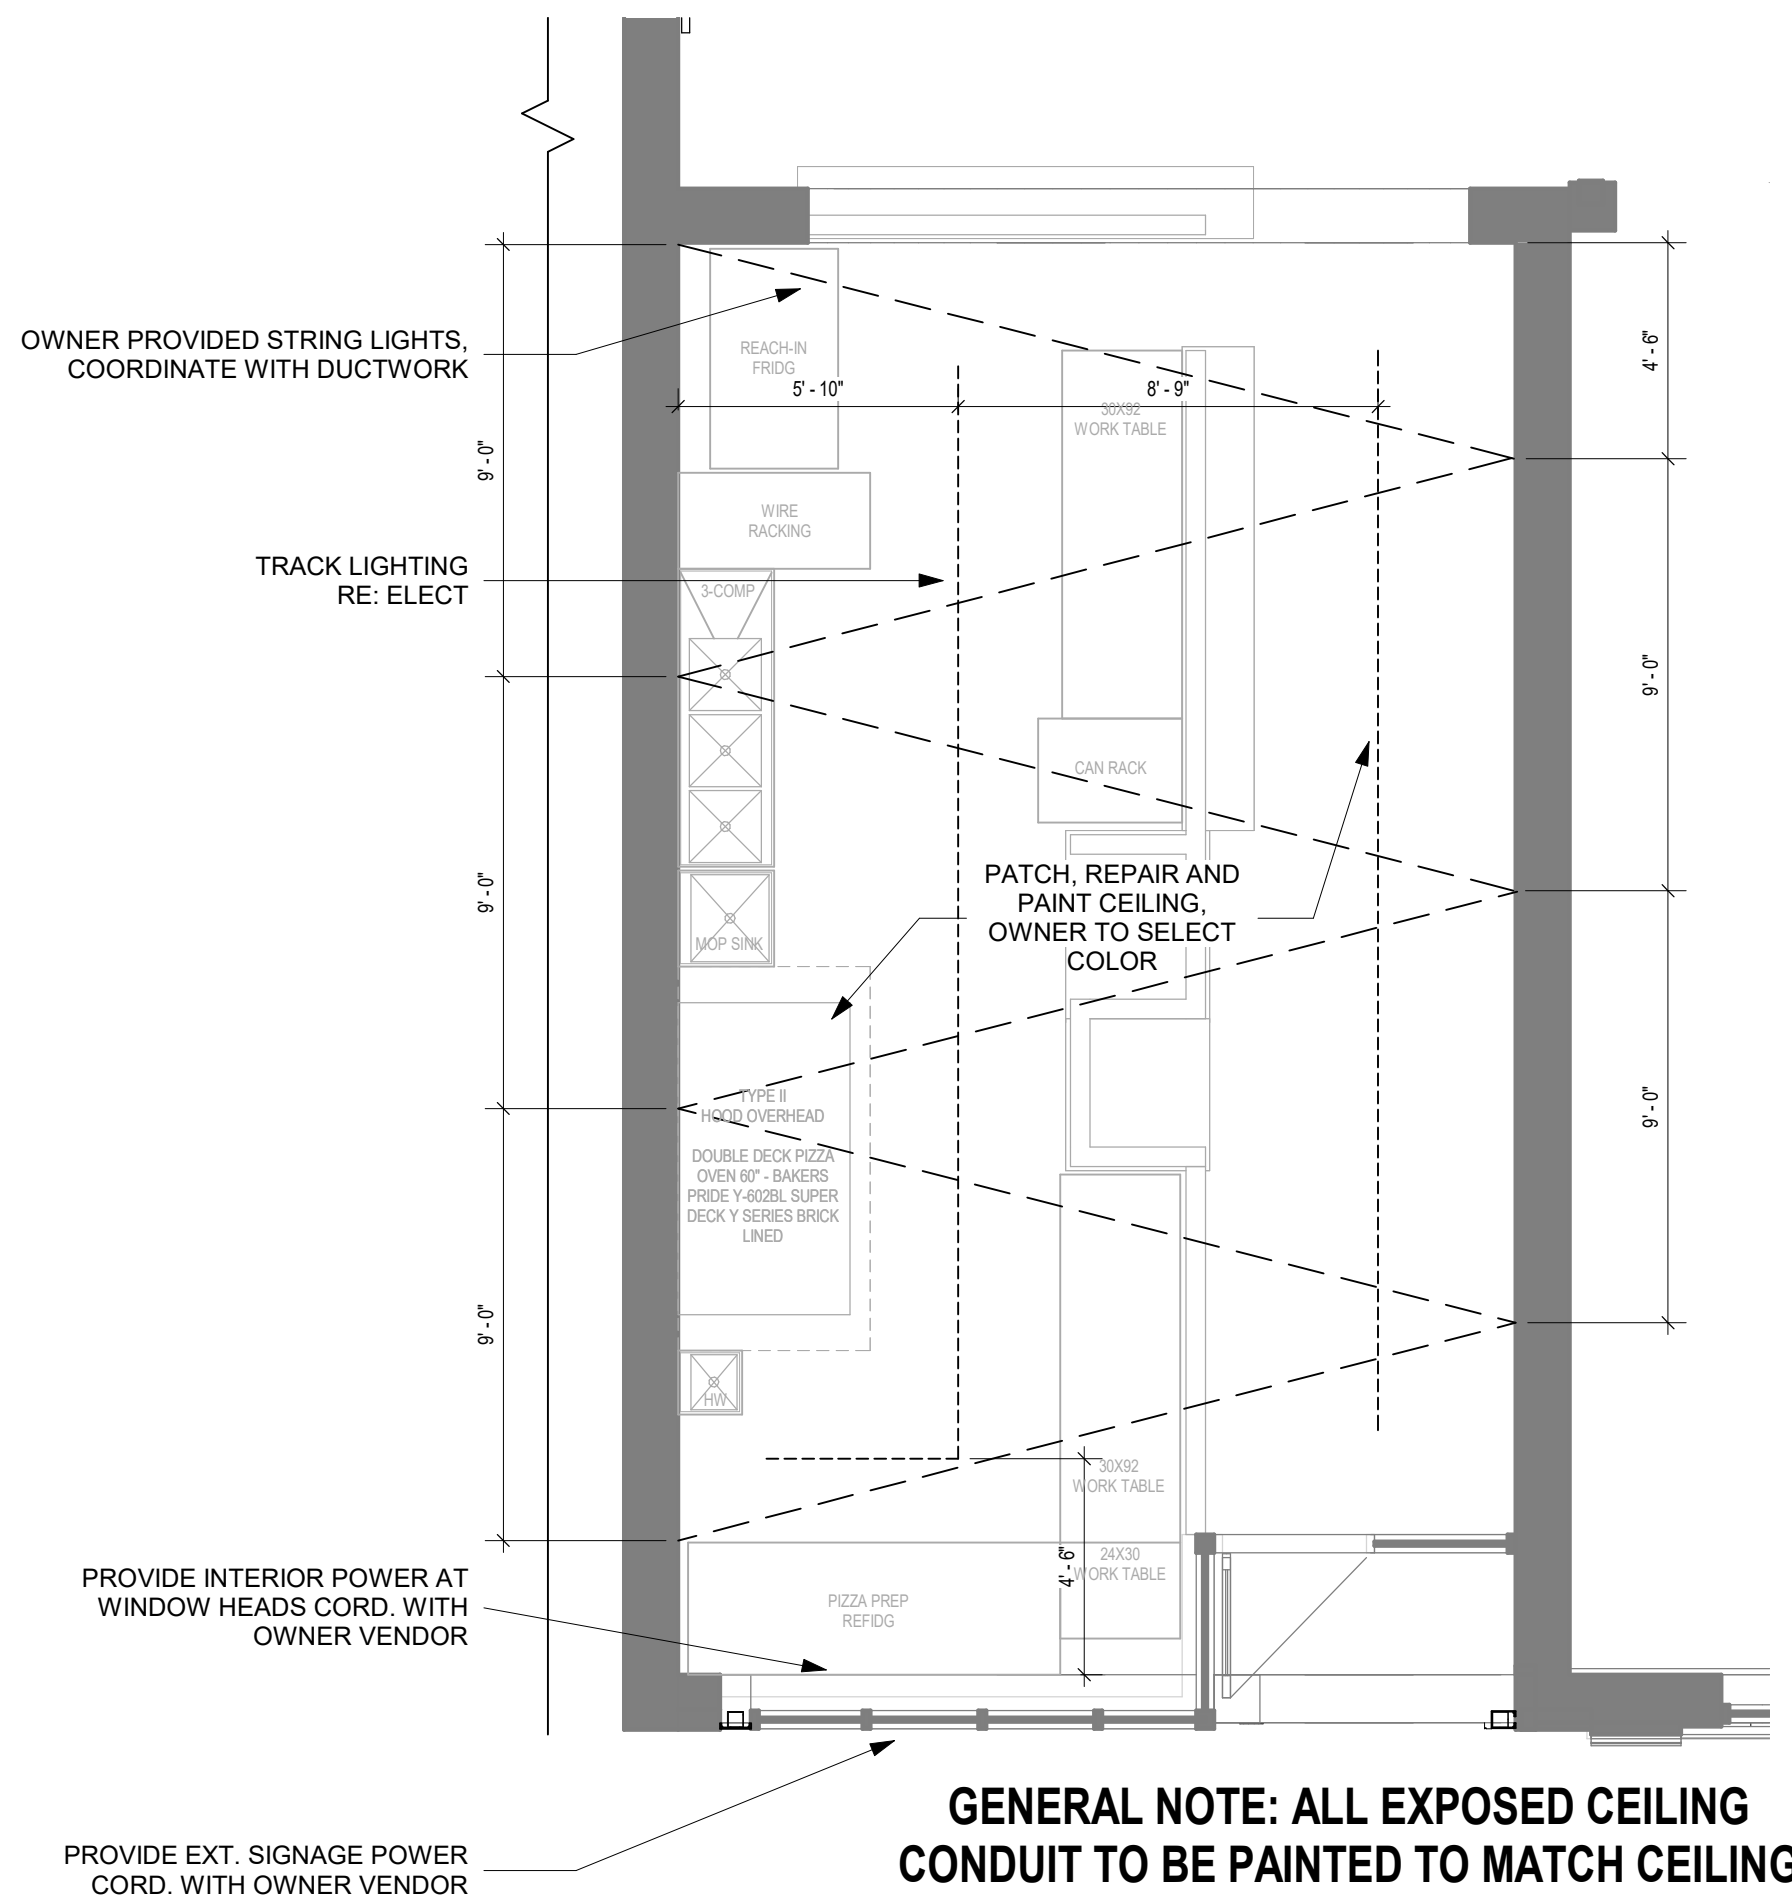 OWNER PROVIDED STRING LIGHTS,
COORDINATE WITH DUCTWORK
REACH-IN
FRIDG
5' - 10"
8' - 9"
4' - 6"
30X92
WORK TABLE
9' - 0"
WIRE
RACKING
TRACK LIGHTING
RE: ELECT
3-COMP
9' - 0"
CAN RACK
PATCH, REPAIR AND
PAINT CEILING,
OWNER TO SELECT
COLOR
9' - 0"
MOP SINK
TYPE II
HOOD OVERHEAD
9' - 0"
DOUBLE DECK PIZZA
OVEN 60" - BAKERS
PRIDE Y-602BL SUPER
DECK Y SERIES BRICK
LINED
9' - 0"
HW
30X92
WORK TABLE
4' - 6"
24X30
WORK TABLE
PIZZA PREP
REFIDG
PROVIDE INTERIOR POWER AT
WINDOW HEADS CORD. WITH
OWNER VENDOR
GENERAL NOTE: ALL EXPOSED CEILING
CONDUIT TO BE PAINTED TO MATCH CEILING
PROVIDE EXT. SIGNAGE POWER
CORD. WITH OWNER VENDOR